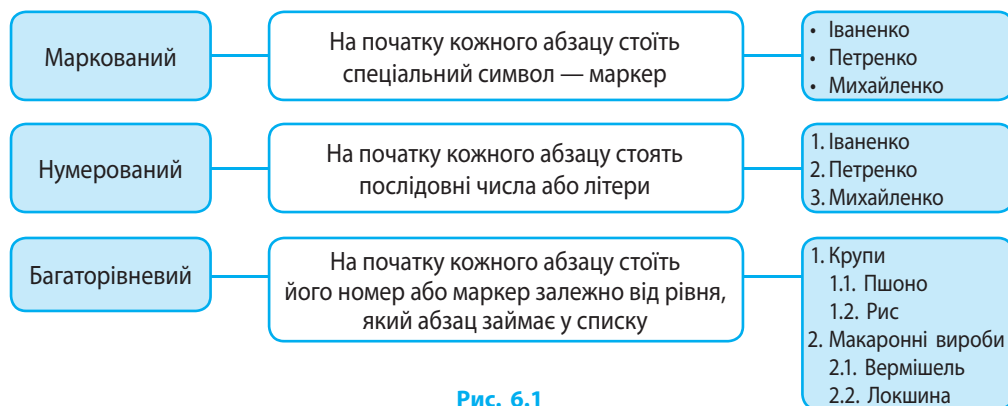 Маркований
На початку кожного абзацу стоїть
спеціальний символ — маркер
• Іваненко
• Петренко
• Михайленко
Нумерований
На початку кожного абзацу стоять
послідовні числа або літери
1. Іваненко
2. Петренко
3. Михайленко
Багаторівневий
На початку кожного абзацу стоїть
його номер або маркер залежно від рівня,
який абзац займає у списку
1. Крупи
1.1. Пшоно
1.2. Рис
2. Макаронні вироби
2.1. Вермішель
2.2. Локшина
Рис. 6.1